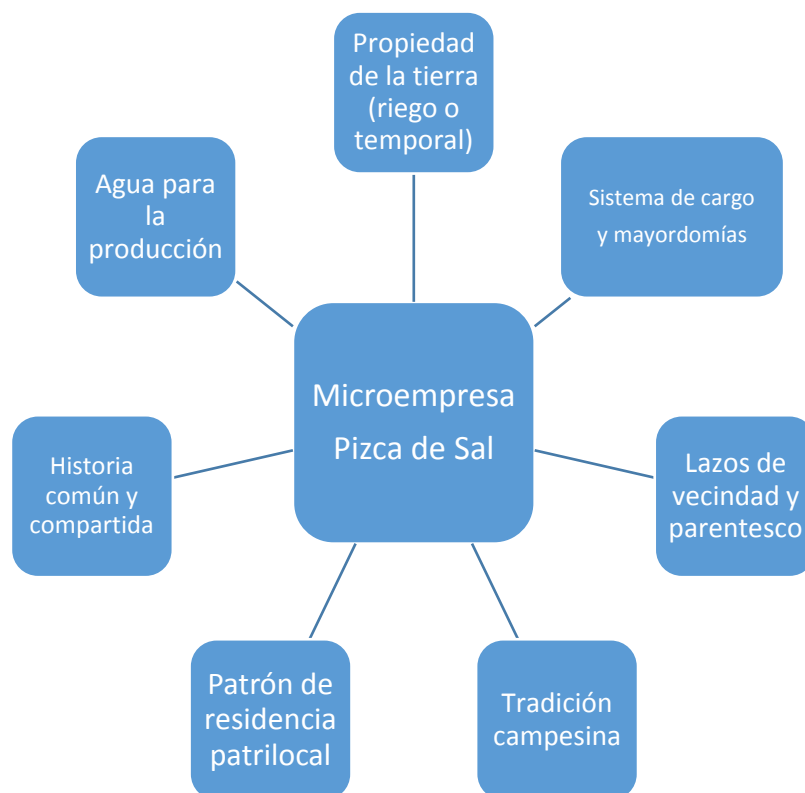 Propiedad
de la tierra
(riego o
temporal)
Agua para
la
producción
Sistema de cargo
y mayordomías
Microempresa
Pizca de Sal
Historia
común y
compartida
Lazos de
vecindad y
parentesco
Patrón de
residencia
patrilocal
Tradición
campesina